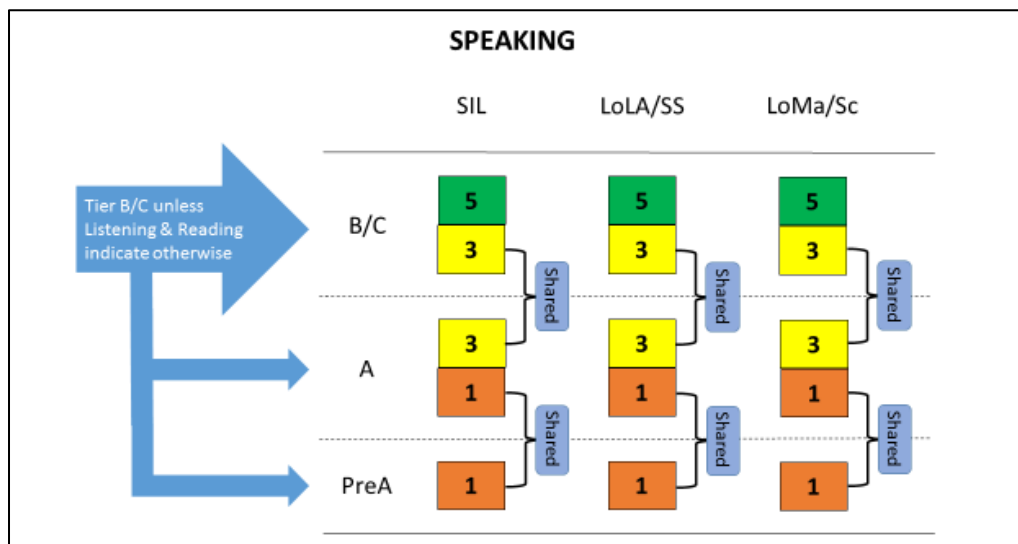 SPEAKING
SIL LoLA/SS LoMa/Sc
Tier B/C unless
Listening & Reading
indicate otherwise
B/C
5 5 5
3 3 3
Shared Shared Shared
A
3 3 3
1 1 1
Shared Shared Shared
PreA
1 1 1